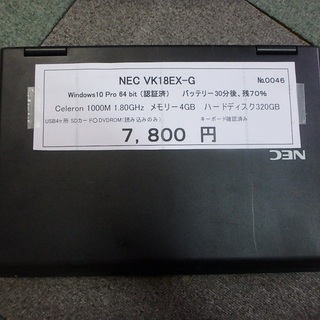 NEC VK18EX-G
№0046
Windows10 Pro 64 bit (認証済) バッテリー30分後、残70%
Celeron 1000M 1.80GHz メモリー4GB ハードディスク320GB
USB4ヶ所 SDカード○ DVDROM(読み込みのみ) キーボード確認済み
7,800 円
NEC